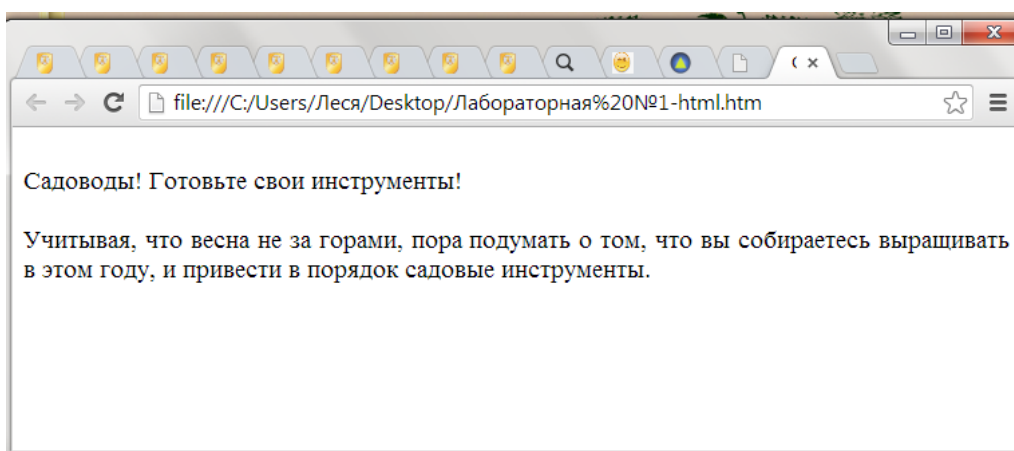 file:///C:/Users/Леся/Desktop/Лабораторная%20№1-html.htm
Садоводы! Готовьте свои инструменты!
Учитывая, что весна не за горами, пора подумать о том, что вы собираетесь выращивать
в этом году, и привести в порядок садовые инструменты.